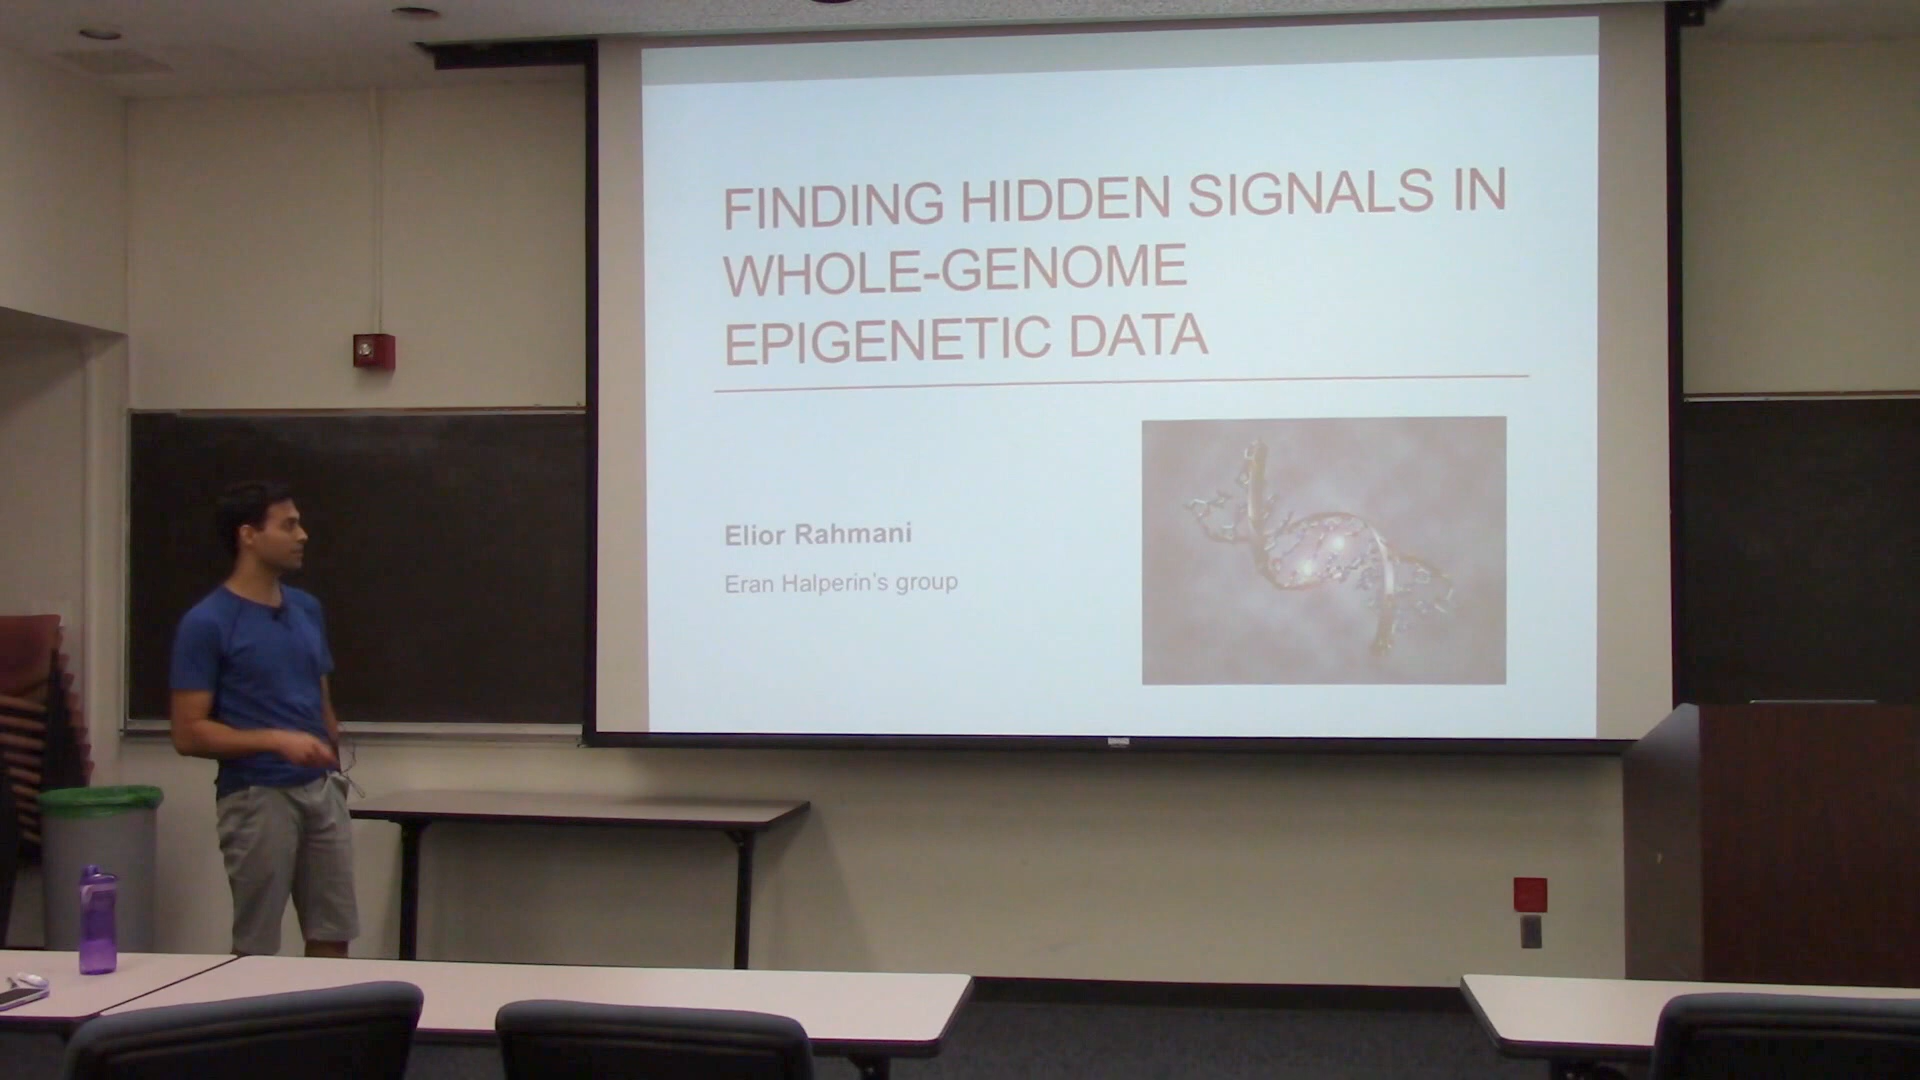 FINDING HIDDEN SIGNALS IN
WHOLE-GENOME
EPIGENETIC DATA
Elior Rahmani
Eran Halperin's group